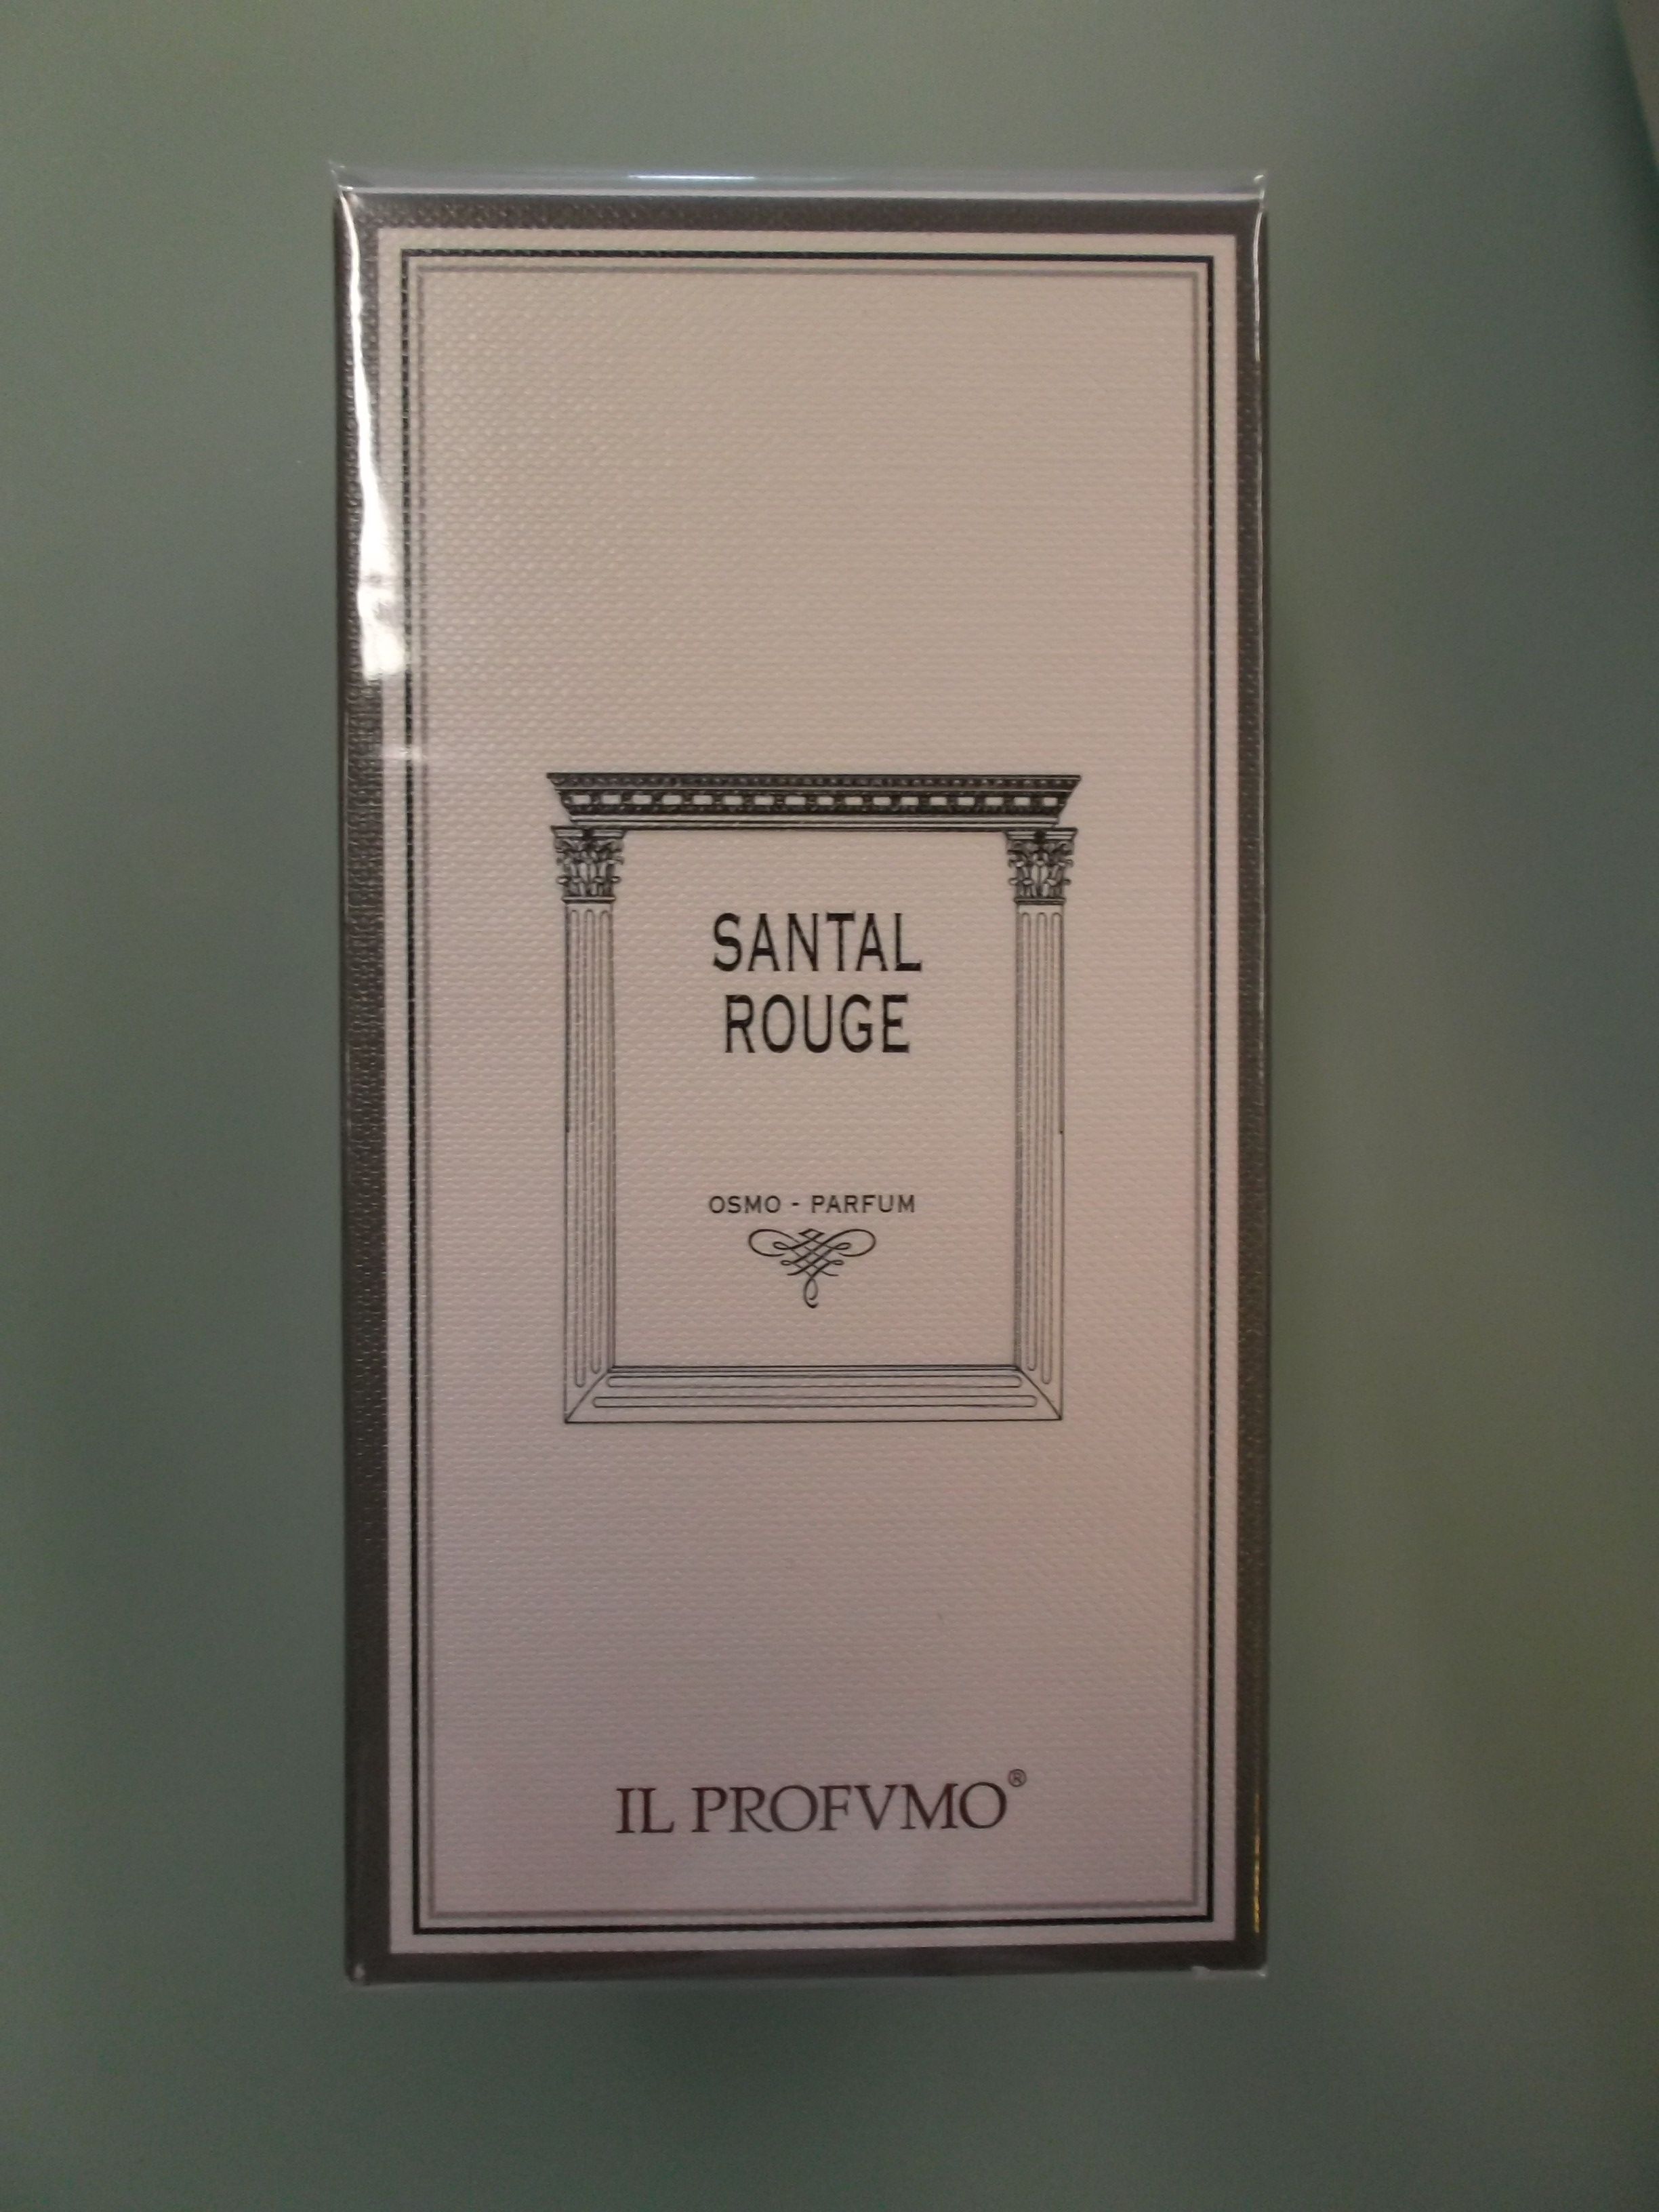 SANTAL
ROUGE
OSMO - PARFUM
IL PROFVMO®